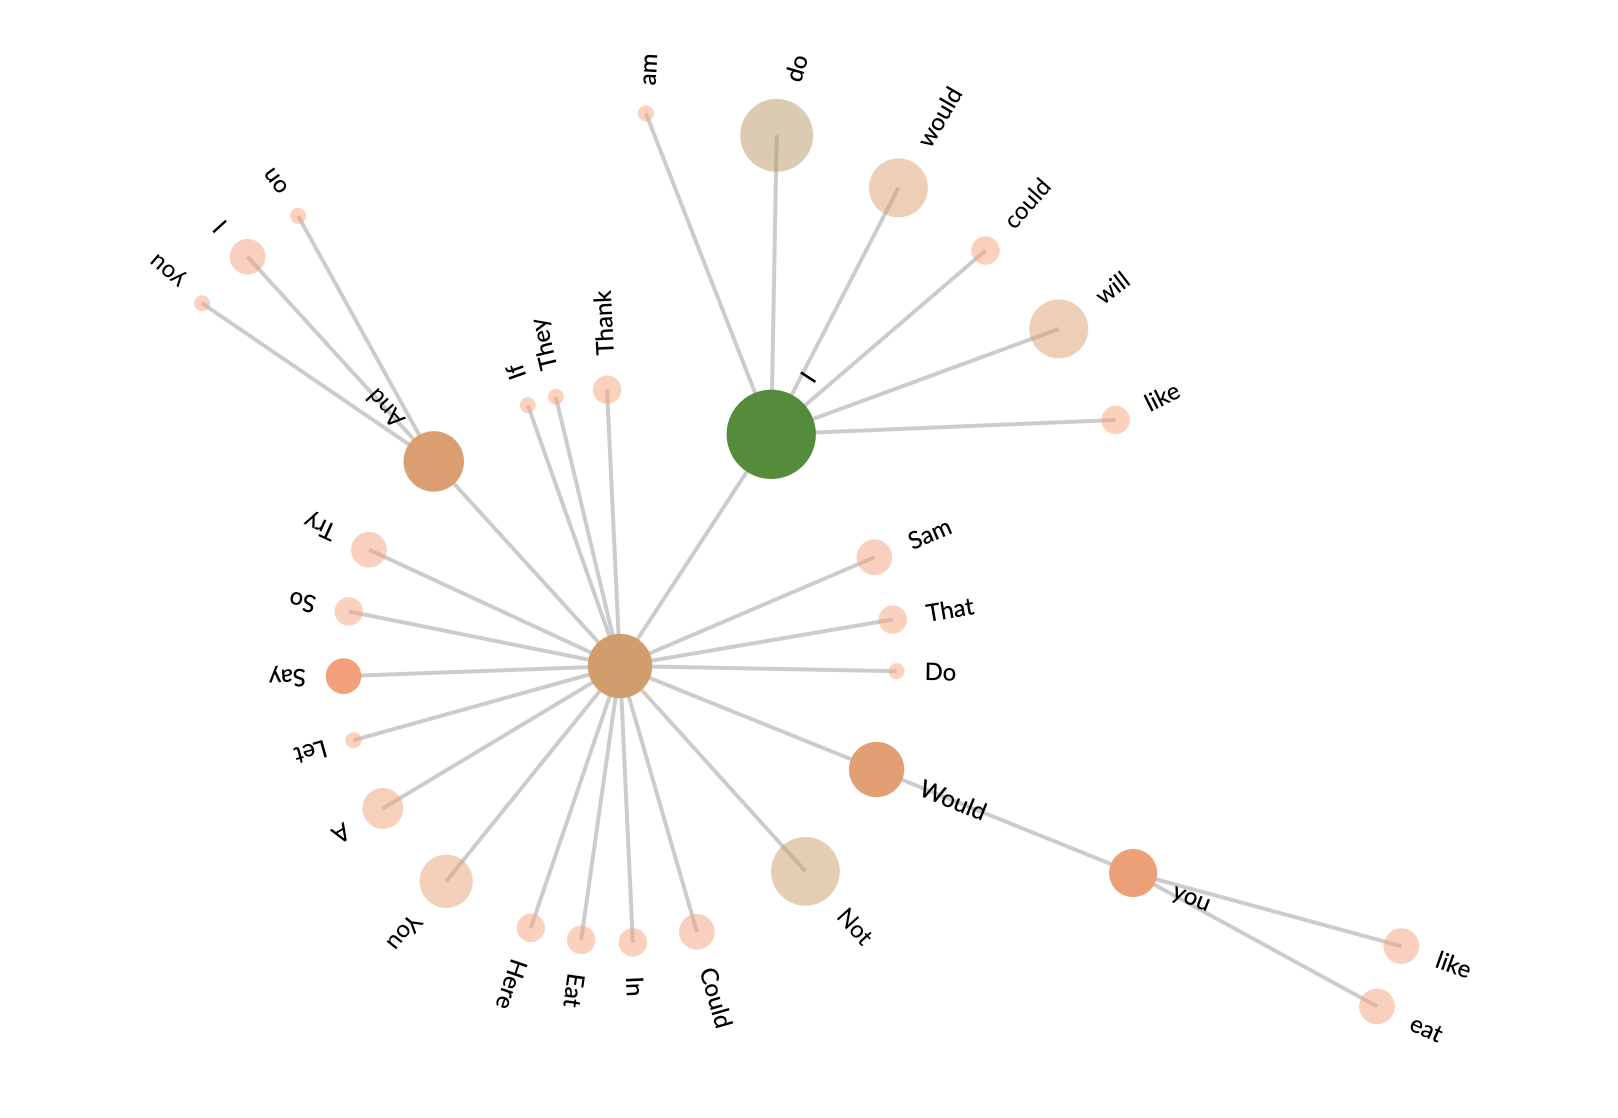 am
do
would
could
will
like
I
on
I
you
And
If
They
Thank
Try
So
Say
Let
A
You
Here
Eat
In
Could
Not
Sam
That
Do
Would
you
like
eat